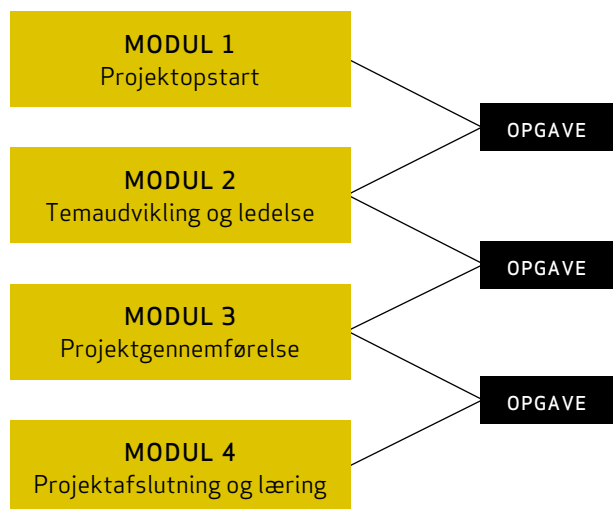 MODUL 1
Projektopstart
OPGAVE
MODUL 2
Temaudvikling og ledelse
OPGAVE
MODUL 3
Projektgennemførelse
OPGAVE
MODUL 4
Projektafslutning og læring